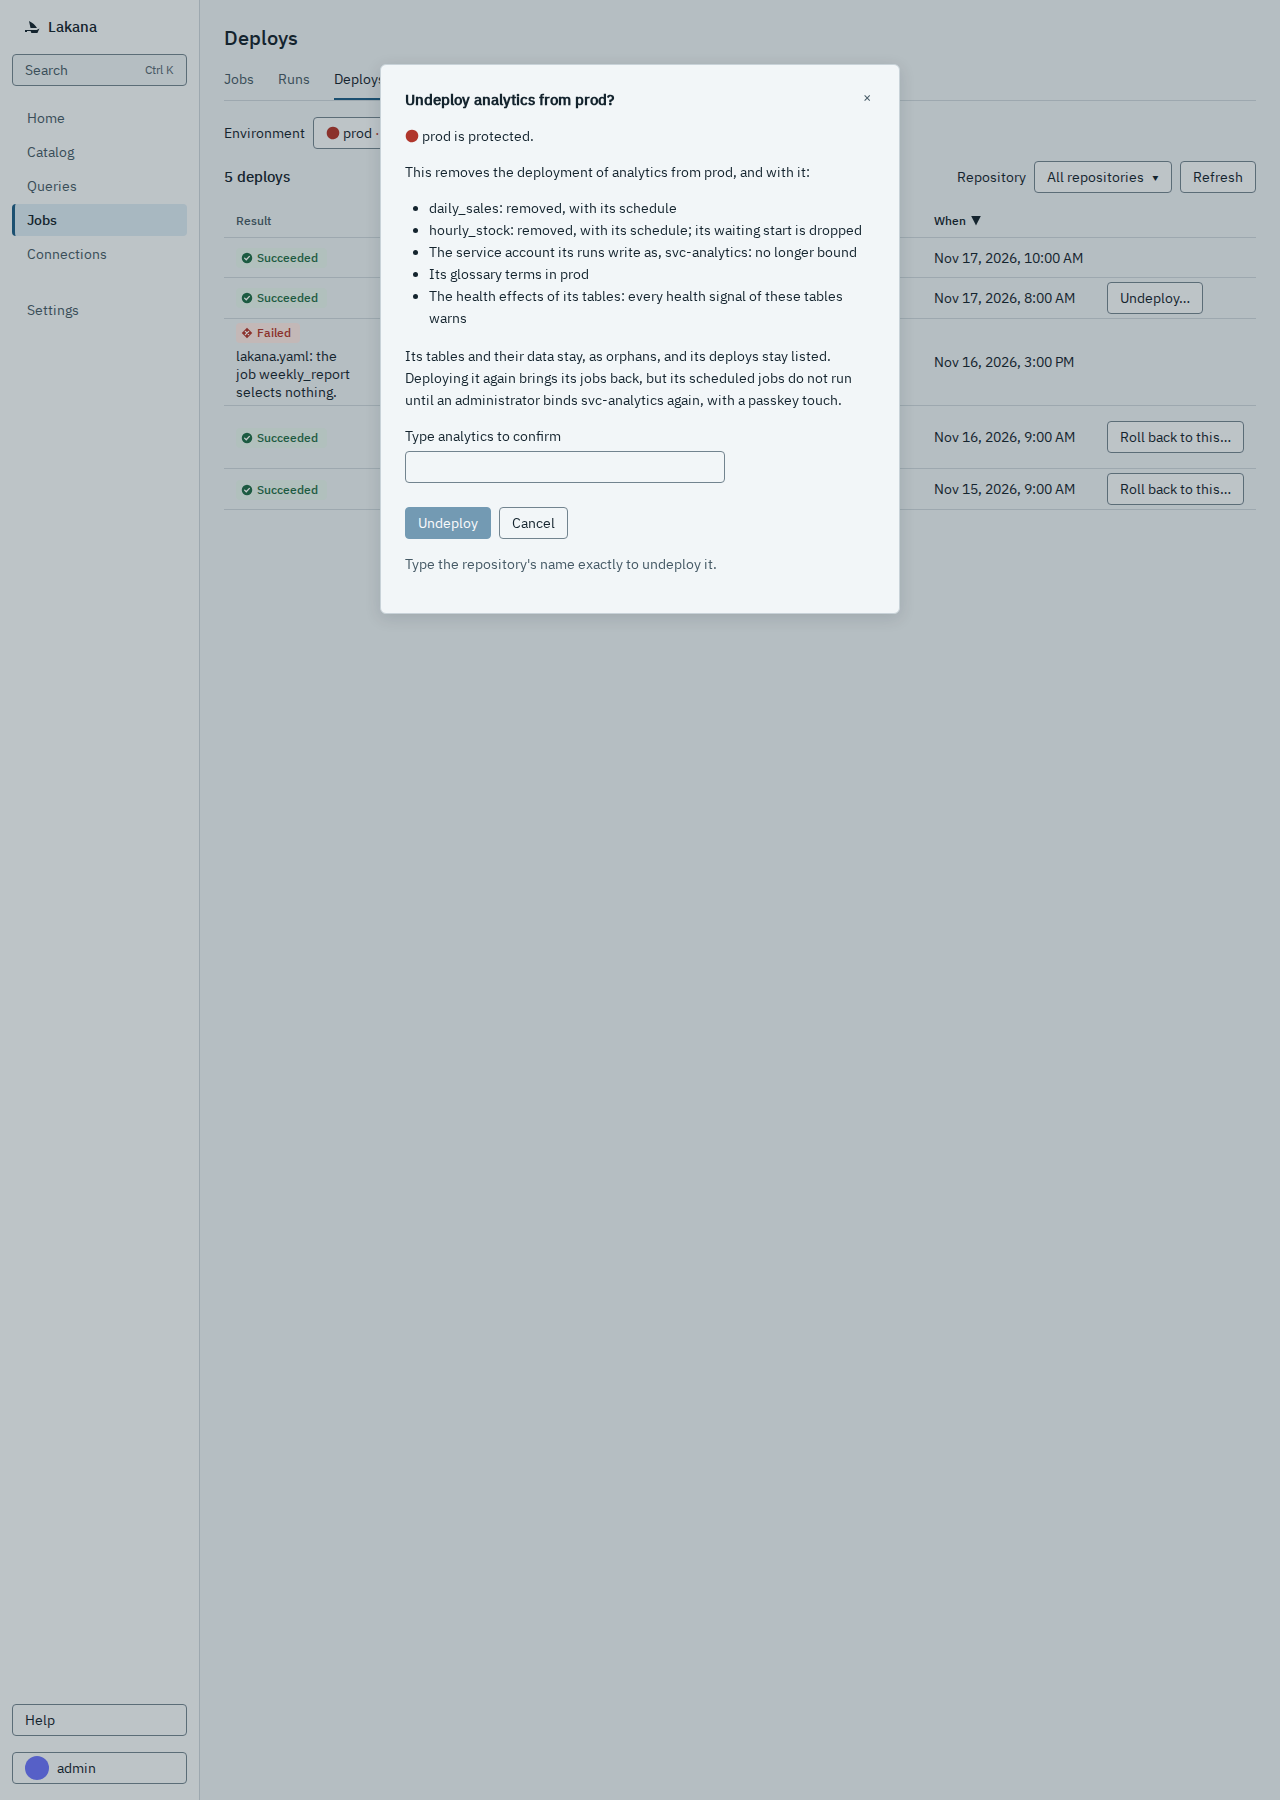 Lakana
Search Ctrl K
Home
Catalog
Queries
Jobs
Connections
Settings
Help
admin
Deploys
Jobs Runs Deploys
Environment prod ·
5 deploys
Repository All repositories Refresh
Result When
Succeeded Nov 17, 2026, 10:00 AM
Succeeded Nov 17, 2026, 8:00 AM Undeploy...
Failed
lakana.yaml: the
job weekly_report
selects nothing.
Nov 16, 2026, 3:00 PM
Succeeded Nov 16, 2026, 9:00 AM Roll back to this...
Succeeded Nov 15, 2026, 9:00 AM Roll back to this...
Undeploy analytics from prod? ×
prod is protected.
This removes the deployment of analytics from prod, and with it:
daily_sales: removed, with its schedule
hourly_stock: removed, with its schedule; its waiting start is dropped
The service account its runs write as, svc-analytics: no longer bound
Its glossary terms in prod
The health effects of its tables: every health signal of these tables
warns
Its tables and their data stay, as orphans, and its deploys stay listed.
Deploying it again brings its jobs back, but its scheduled jobs do not run
until an administrator binds svc-analytics again, with a passkey touch.
Type analytics to confirm
Undeploy Cancel
Type the repository's name exactly to undeploy it.